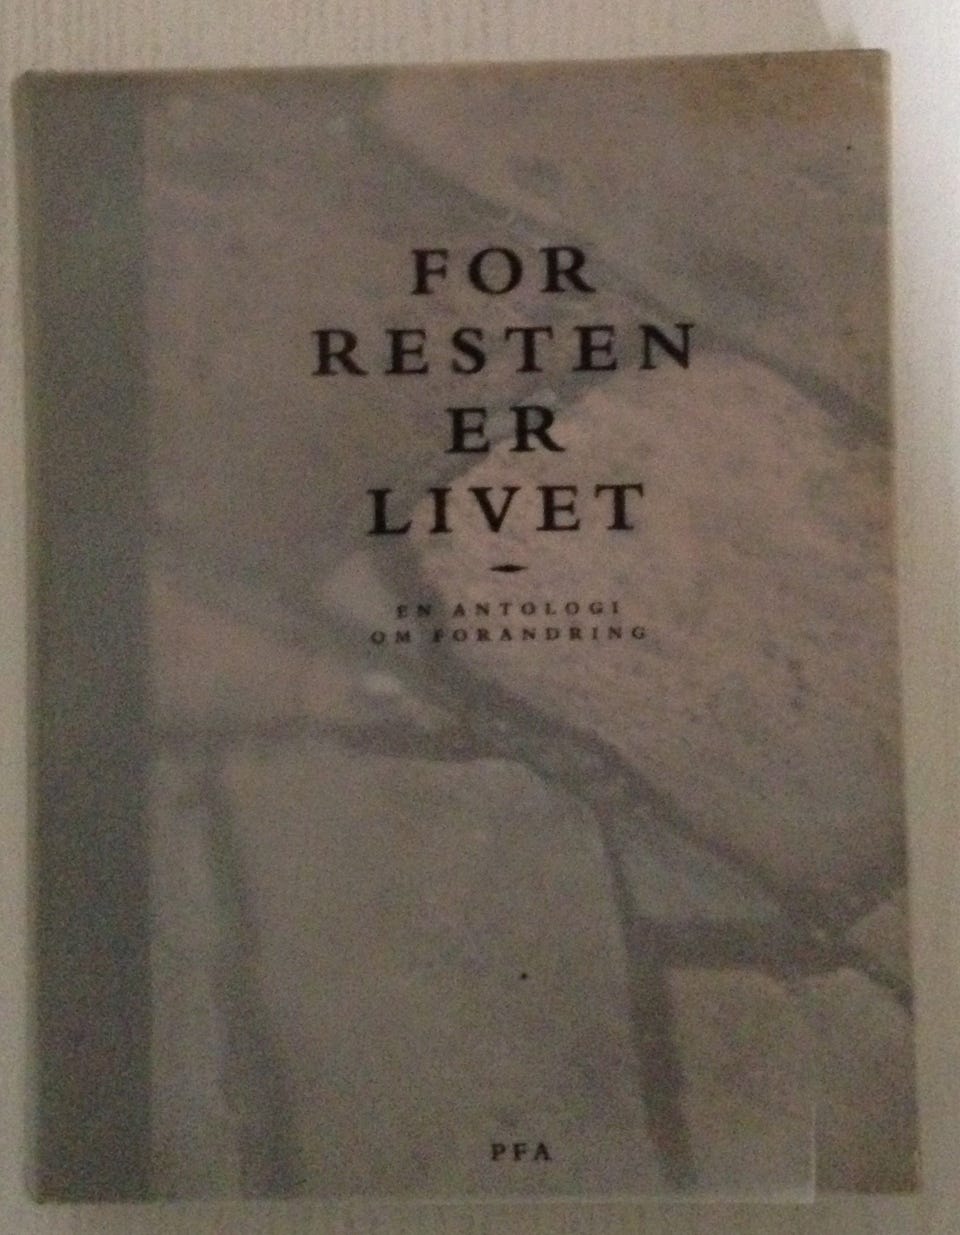 FOR
RESTEN
ER
LIVET
EN ANTOLOGI
OM FORANDRING
PFA